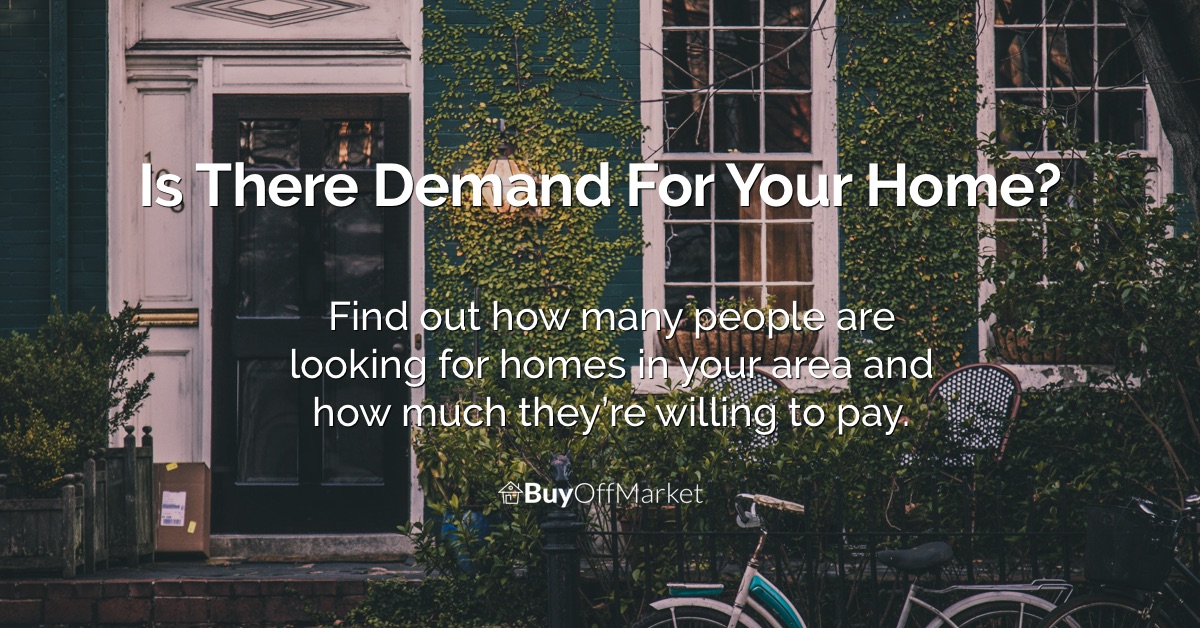 Is There Demand For Your Home?
Find out how many people are
looking for homes in your area and
how much they’re willing to pay.
BuyOffMarket